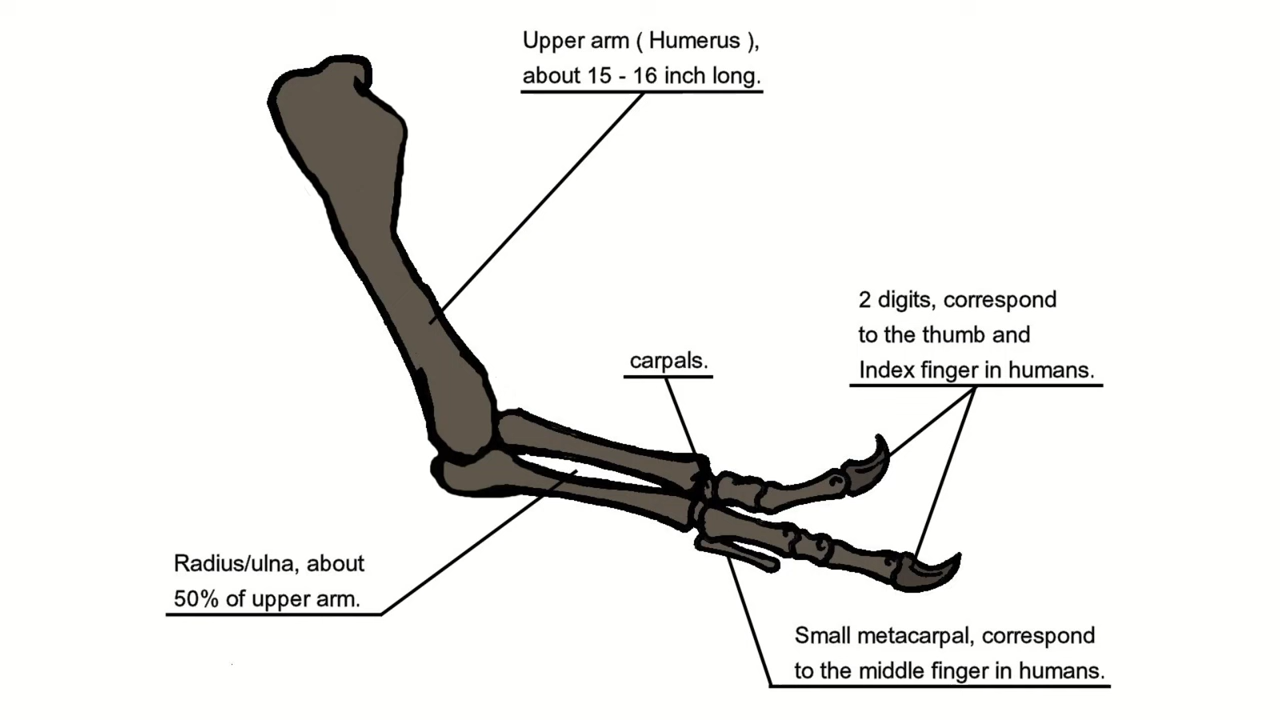 Upper arm ( Humerus ),
about 15 - 16 inch long.
2 digits, correspond
to the thumb and
Index finger in humans.
carpals.
Radius/ulna, about
50% of upper arm.
Small metacarpal, correspond
to the middle finger in humans.